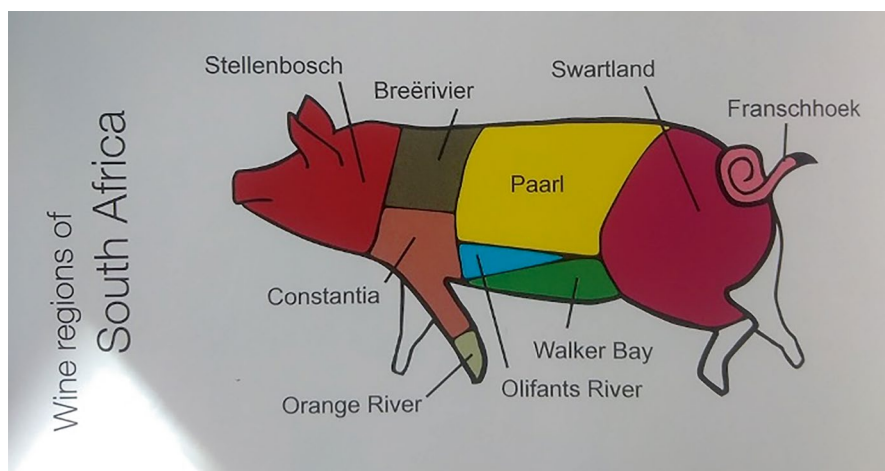 Wine regions of
South Africa
Stellenbosch
Breërivier
Swartland
Franschhoek
Paarl
Constantia
Walker Bay
Olifants River
Orange River